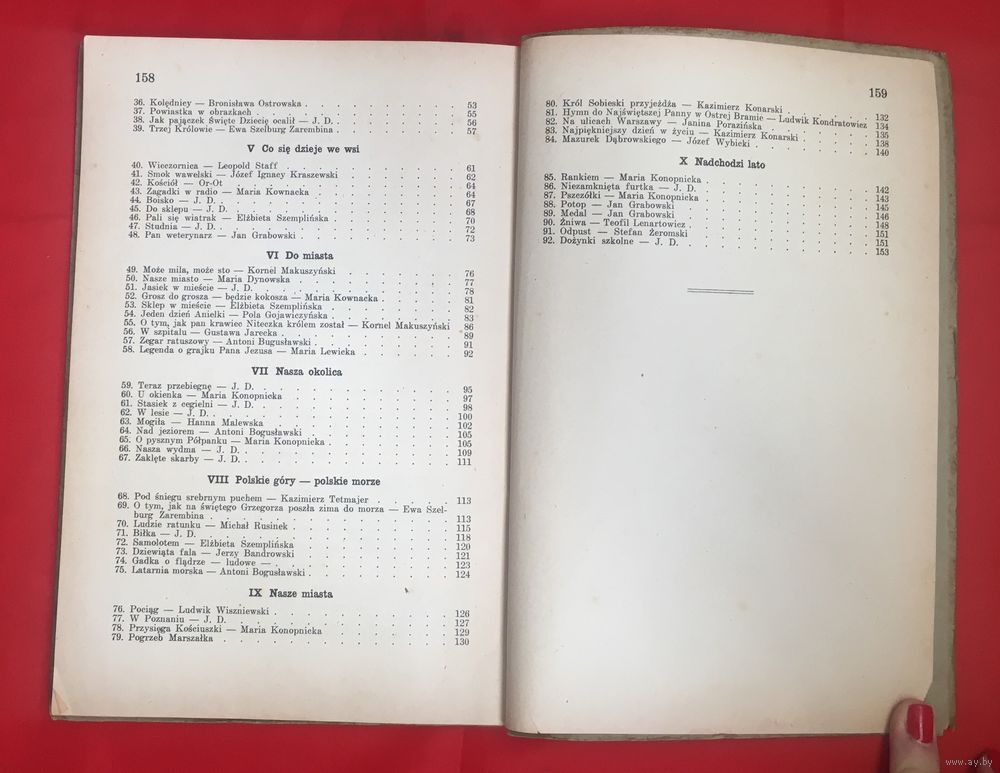 158
36. Kolędnicy — Bronisława Ostrowska . . . . . . . . 53
37. Powiastka w obrazkach . . . . . . . . . . 55
38. Jak pajączek Święte Dziecię ocalił — J. D. . . . . . . . 56
39. Trzej Królowie — Ewa Szelburg Zarembina . . . . . . . 57
V Co się dzieje we wsi
40. Wieczornica — Leopold Staff . . . . . . . . . 61
41. Smok wawelski — Józef Ignacy Kraszewski . . . . . . 62
42. Kościół — Or-Ot . . . . . . . . . . . 64
43. Zagadki w radio — Maria Kownacka . . . . . . . 64
44. Boisko — J. D. . . . . . . . . . . . 67
45. Do sklepu — J. D. . . . . . . . . . . 68
46. Pali się wiatrak — Elżbieta Szemplińska . . . . . . 70
47. Studnia — J. D. . . . . . . . . . . . 72
48. Pan weterynarz — Jan Grabowski . . . . . . . . 73
VI Do miasta
49. Może mila, może sto — Kornel Makuszyński . . . . . . 76
50. Nasze miasto — Maria Dynowska . . . . . . . . 77
51. Jasiek w mieście — J. D. . . . . . . . . . 78
52. Grosz do grosza — będzie kokosza — Maria Kownacka . . . . 81
53. Sklep w mieście — Elżbieta Szemplińska . . . . . . . 82
54. Jeden dzień Anielki — Pola Gojawiczyńska . . . . . . 83
55. O tym, jak pan krawiec Niteczka królem został — Kornel Makuszyński 86
56. W szpitalu — Gustawa Jarecka . . . . . . . . 89
57. Zegar ratuszowy — Antoni Bugusławski . . . . . . . 91
58. Legenda o grajku Pana Jezusa — Maria Lewicka . . . . . 92
VII Nasza okolica
59. Teraz przebiegnę — J. D. . . . . . . . . . 95
60. U okienka — Maria Konopnicka . . . . . . . . 97
61. Stasiek z cegielni — J. D. . . . . . . . . . 98
62. W lesie — J. D. . . . . . . . . . . . 100
63. Mogiła — Hanna Malewska . . . . . . . . . 102
64. Nad jeziorem — Antoni Bogusławski . . . . . . . 105
65. O pysznym Półpanku — Maria Konopnicka . . . . . . 105
66. Nasza wydma — J. D. . . . . . . . . . . 109
67. Zaklęte skarby — J. D. . . . . . . . . . . 111
VIII Polskie góry — polskie morze
68. Pod śniegu srebrnym puchem — Kazimierz Tetmajer . . . . . 113
69. O tym, jak na świętego Grzegorza poszła zima do morza — Ewa Szel-
burg Zarembina . . . . . . . . . . . 113
70. Ludzie ratunku — Michał Rusinek . . . . . . . . 115
71. Bilka — J. D. . . . . . . . . . . . 118
72. Samolotem — Elżbieta Szemplińska . . . . . . . 120
73. Dziewiąta fala — Jerzy Bandrowski . . . . . . . 121
74. Gadka o flądrze — ludowe — . . . . . . . . . 123
75. Latarnia morska — Antoni Bogusławski . . . . . . . 124
IX Nasze miasta
76. Pociąg — Ludwik Wiszniewski . . . . . . . . . 126
77. W Poznaniu — J. D. . . . . . . . . . . 127
78. Przysięga Kościuszki — Maria Konopnicka . . . . . . 129
79. Pogrzeb Marszałka . . . . . . . . . . . 130
159
80. Król Sobieski przyjeżdża — Kazimierz Konarski . . . . . 132
81. Hymn do Najświętszej Panny w Ostrej Bramie — Ludwik Kondratowicz 134
82. Na ulicach Warszawy — Janina Porazińska . . . . . . 135
83. Najpiękniejszy dzień w życiu — Kazimierz Konarski . . . . 138
84. Mazurek Dąbrowskiego — Józef Wybicki . . . . . . . 140
X Nadchodzi lato
85. Rankiem — Maria Konopnicka . . . . . . . . . 142
86. Niezamknięta furtka — J. D. . . . . . . . . . 143
87. Pszczółki — Maria Konopnicka . . . . . . . . 145
88. Potop — Jan Grabowski . . . . . . . . . . 146
89. Medal — Jan Grabowski . . . . . . . . . . 148
90. Żniwa — Teofil Lenartowicz . . . . . . . . . 151
91. Odpust — Stefan Żeromski . . . . . . . . . 151
92. Dożynki szkolne — J. D. . . . . . . . . . . 153
www.ay.by